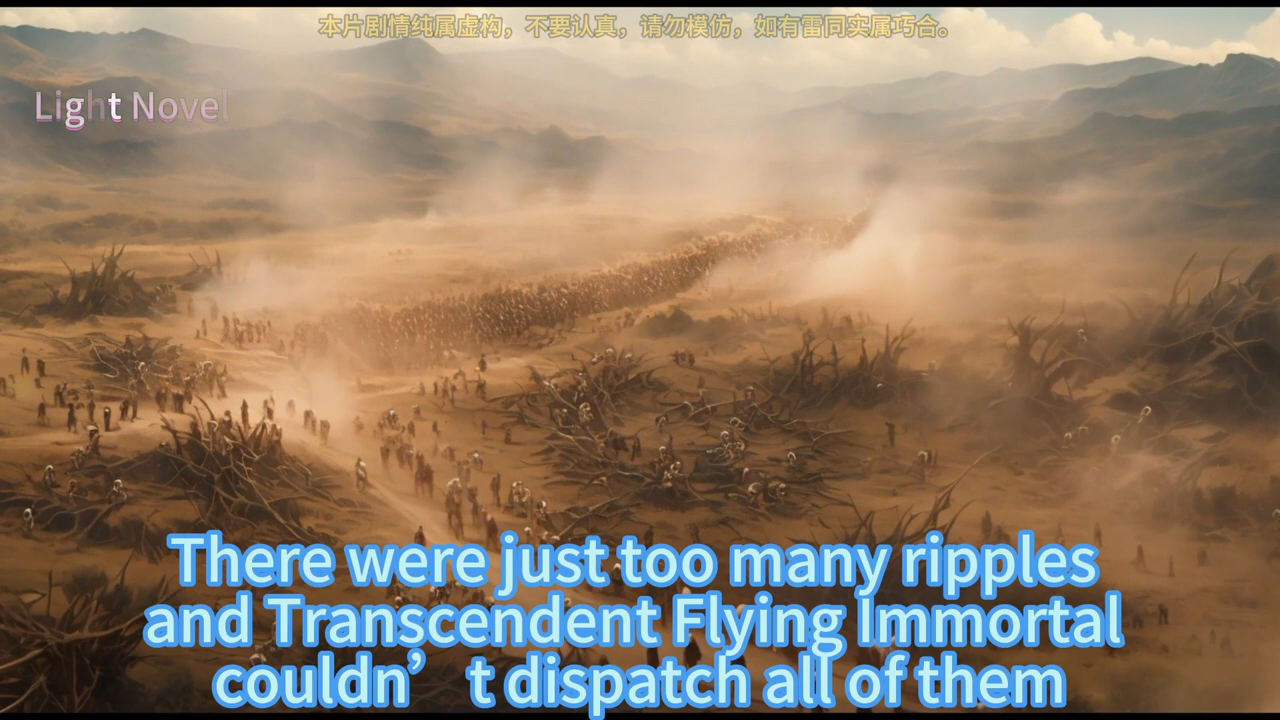 本片剧情纯属虚构，不要认真，请勿模仿，如有雷同实属巧合。
Light Novel
There were just too many ripples
and Transcendent Flying Immortal
couldn’ t dispatch all of them